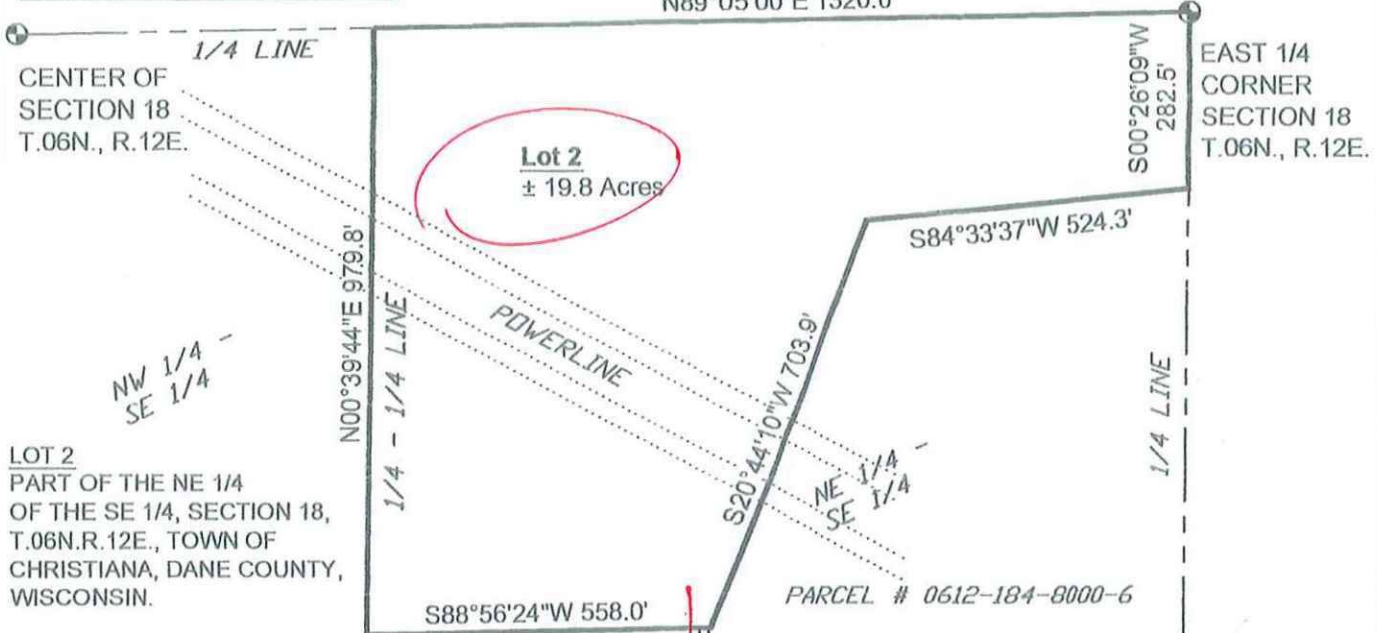 N89°05'00"E 1320.0'
1/4 LINE
CENTER OF
SECTION 18
T.06N., R.12E.
S00°26'09"W
282.5'
EAST 1/4
CORNER
SECTION 18
T.06N., R.12E.
Lot 2
± 19.8 Acres
S84°33'37"W 524.3'
N00°39'44"E 979.8'
1/4 - 1/4 LINE
POWERLINE
S20°44'10"W 703.9'
1/4 LINE
NW 1/4 -
SE 1/4
NE 1/4 -
SE 1/4
LOT 2
PART OF THE NE 1/4
OF THE SE 1/4, SECTION 18,
T.06N.R.12E., TOWN OF
CHRISTIANA, DANE COUNTY,
WISCONSIN.
PARCEL # 0612-184-8000-6
S88°56'24"W 558.0'